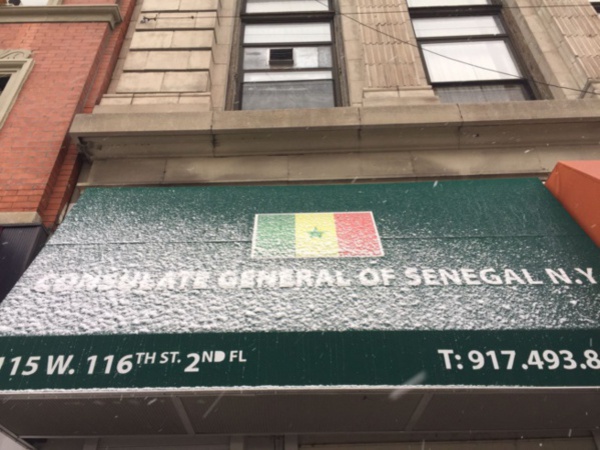 CONSULATE GENERAL OF SENEGAL N.Y
115 W. 116TH ST. 2ND FL T: 917.493.8